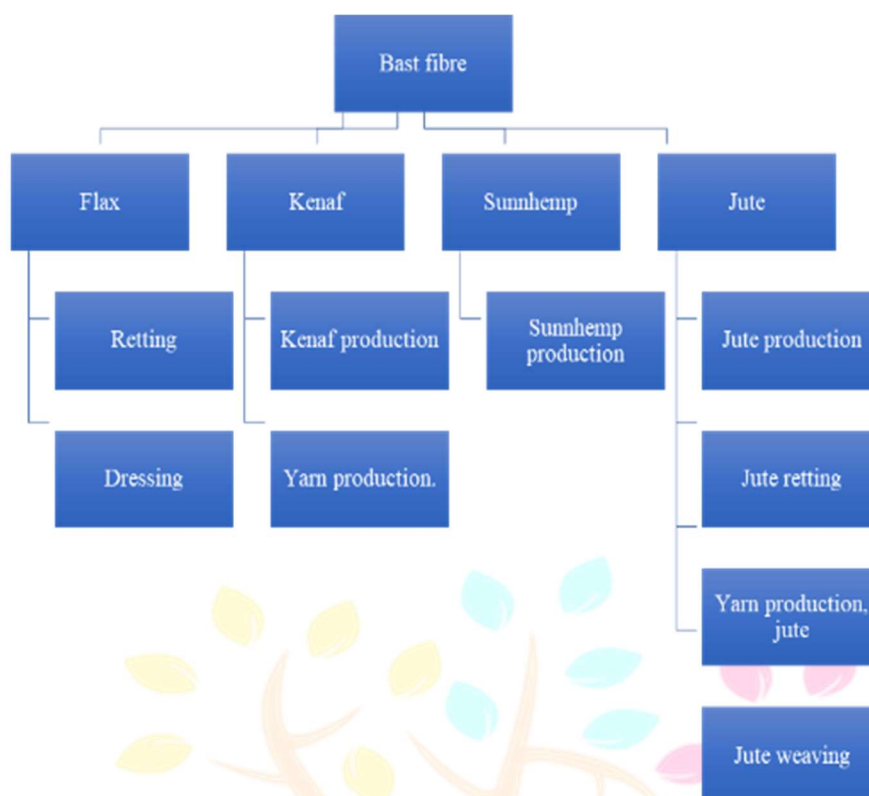 Bast fibre
Flax
Kenaf
Sunnhemp
Jute
Retting
Kenaf production
Sunnhemp
production
Jute production
Dressing
Yarn production.
Jute retting
Yarn production,
jute
Jute weaving